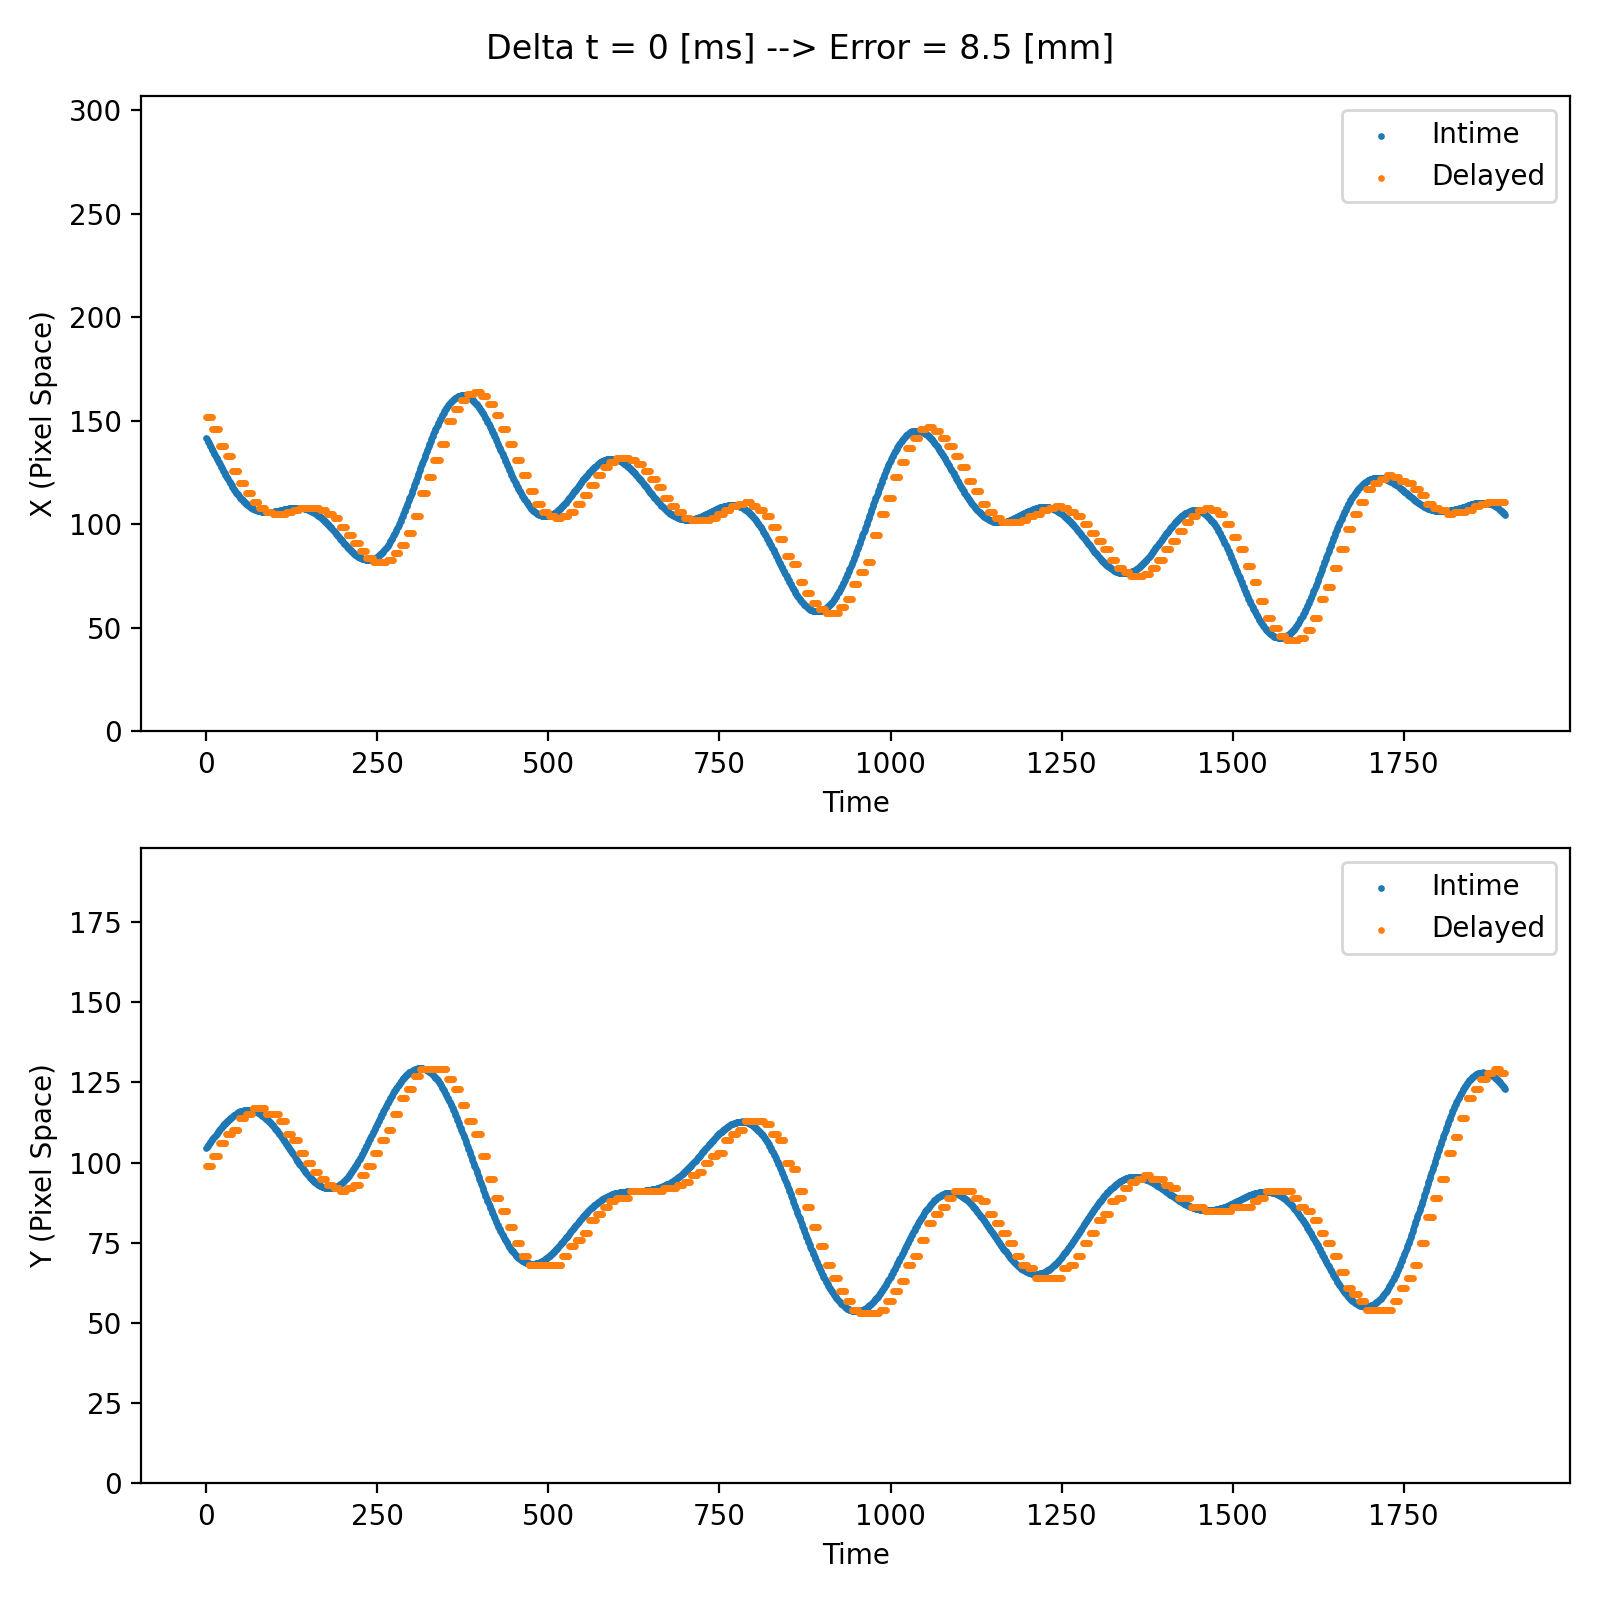 Delta t = 0 [ms] --> Error = 8.5 [mm]
300
250
200
150
100
50
0
X (Pixel Space)
Intime
Delayed
0 250 500 750 1000 1250 1500 1750
Time
175
150
125
100
75
50
25
0
Y (Pixel Space)
Intime
Delayed
0 250 500 750 1000 1250 1500 1750
Time